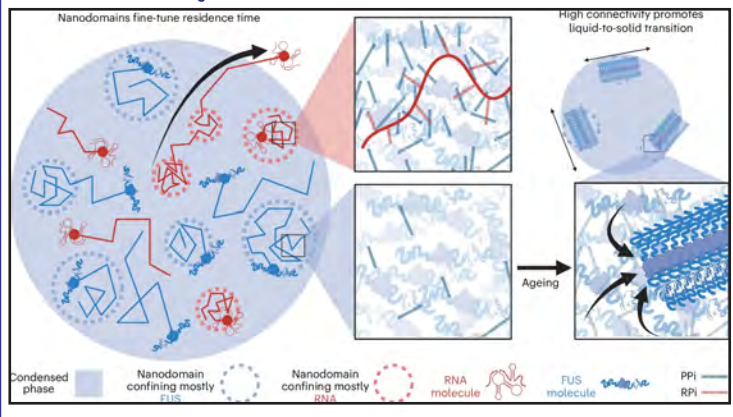 Nanodomains fine-tune residence time
High connectivity promotes
liquid-to-solid transition
Ageing
Condensed
phase
Nanodomain
confining mostly
FUS
Nanodomain
confining mostly
RNA
RNA
molecule
FUS
molecule
PPi
RPi